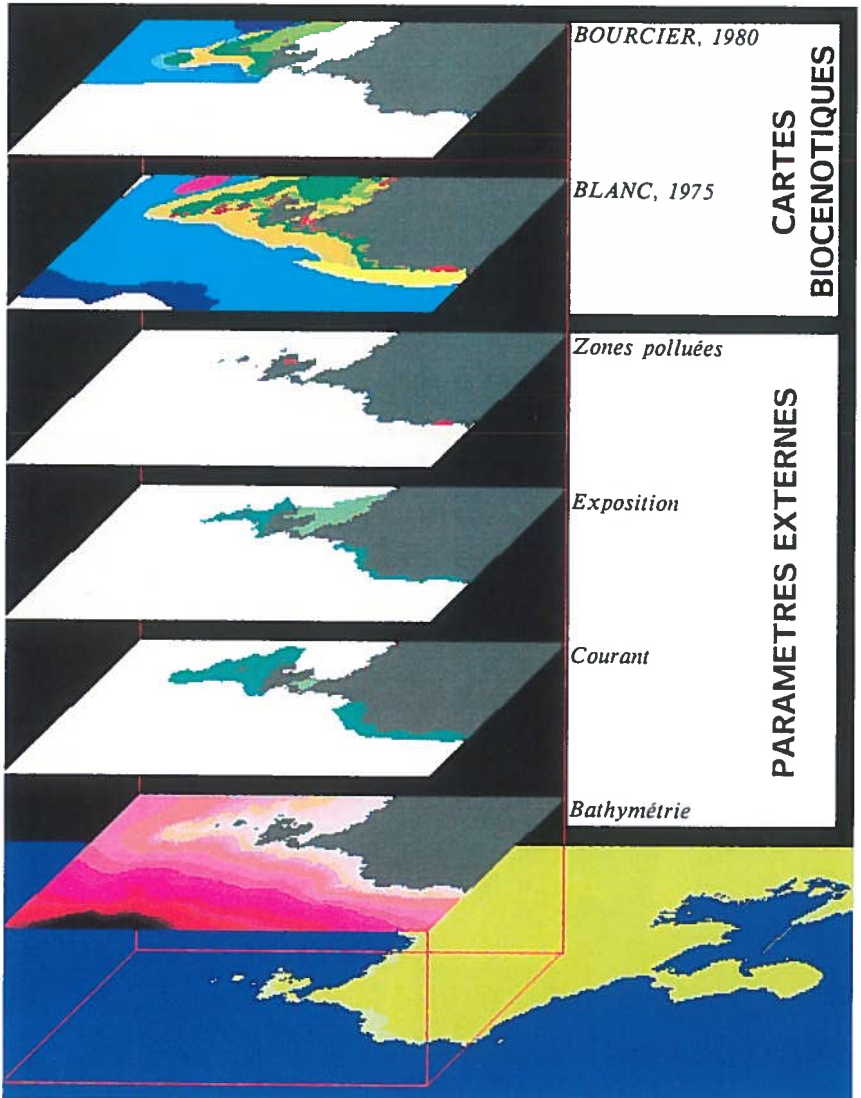 BOURCIER, 1980
BLANC, 1975
CARTES
BIOCENOTIQUES
Zones polluées
Exposition
Courant
Bathymétrie
PARAMETRES EXTERNES